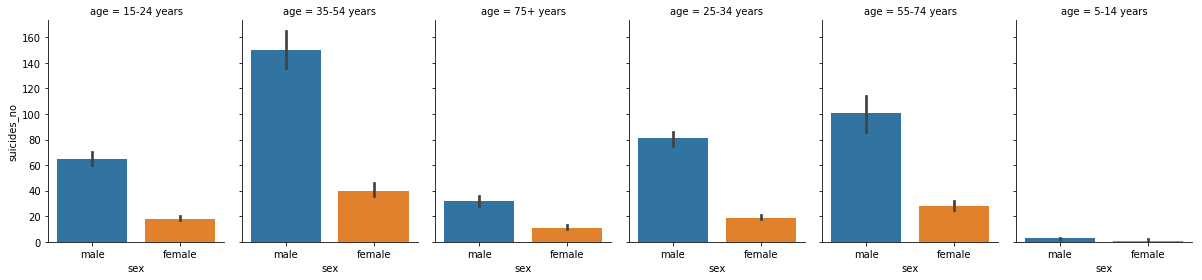 age = 15-24 years
age = 35-54 years
age = 75+ years
age = 25-34 years
age = 55-74 years
age = 5-14 years
suicides_no
160
140
120
100
80
60
40
20
0
male female
male female
male female
male female
male female
male female
sex
sex
sex
sex
sex
sex